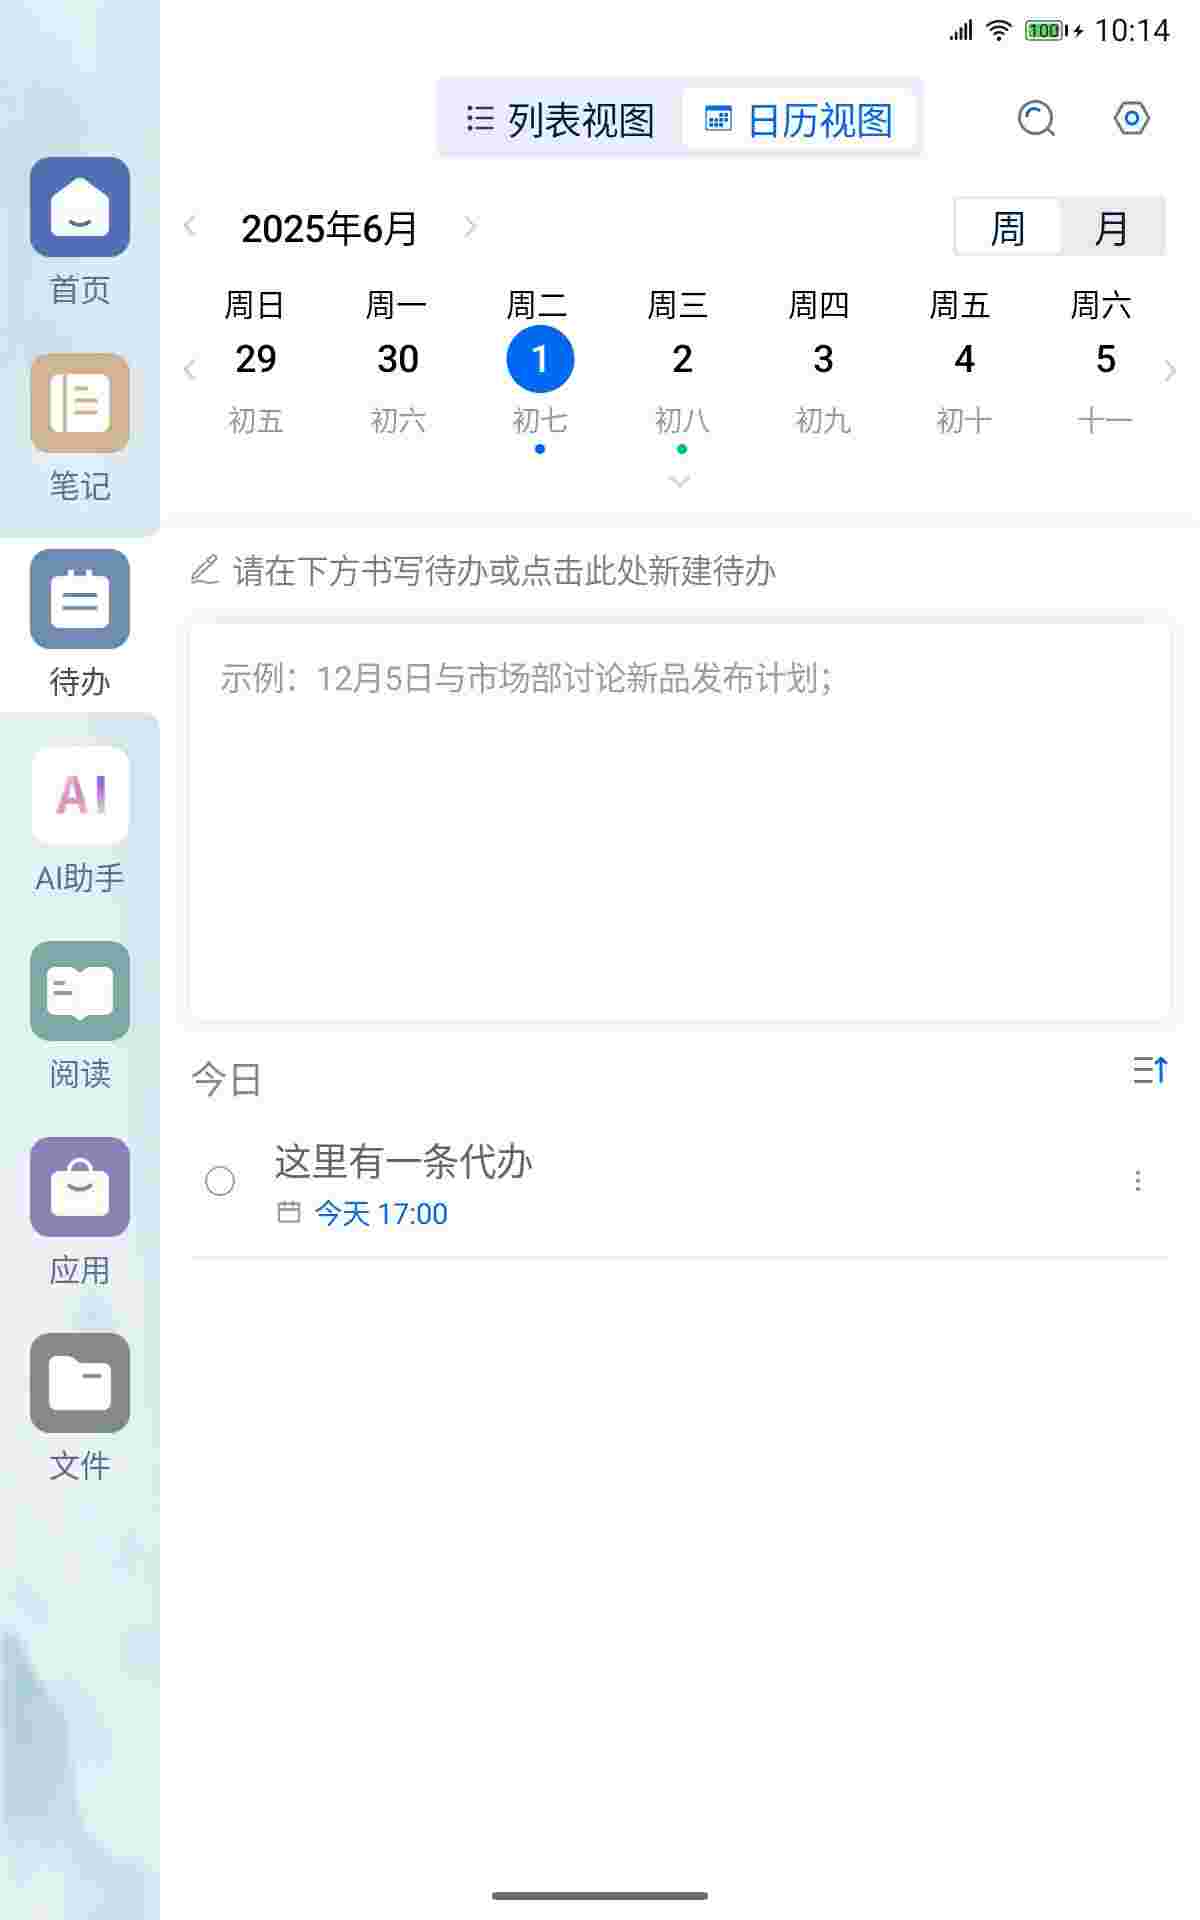 100 10:14
列表视图 日历视图
2025年6月 周 月
周日 周一 周二 周三 周四 周五 周六
29 30 1 2 3 4 5
初五 初六 初七 初八 初九 初十 十一
请在下方书写待办或点击此处新建待办
示例：12月5日与市场部讨论新品发布计划；
今日
这里有一条代办
今天 17:00
首页
笔记
待办
AI
AI助手
阅读
应用
文件